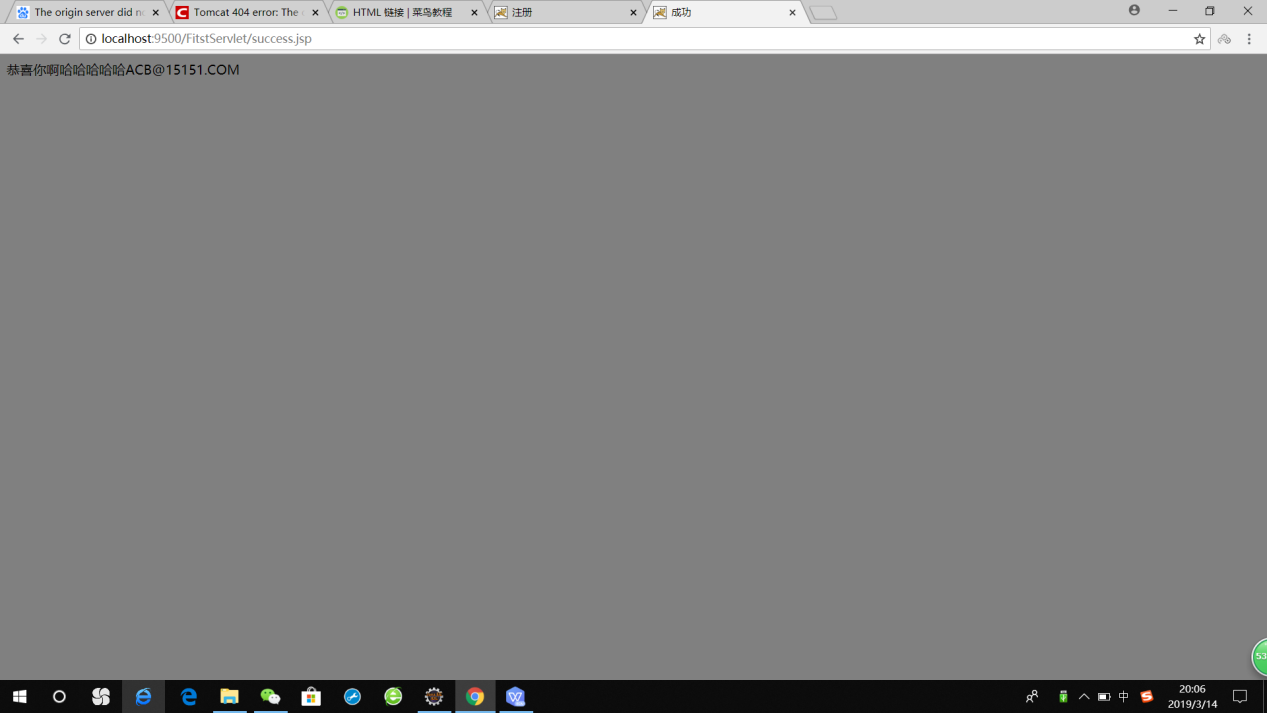 The origin server did n
Tomcat 404 error: The
HTML 链接 | 菜鸟教程
注册
成功
localhost:9500/FitstServlet/success.jsp
恭喜你啊哈哈哈哈哈ACB@15151.COM
53
中
20:06
2019/3/14